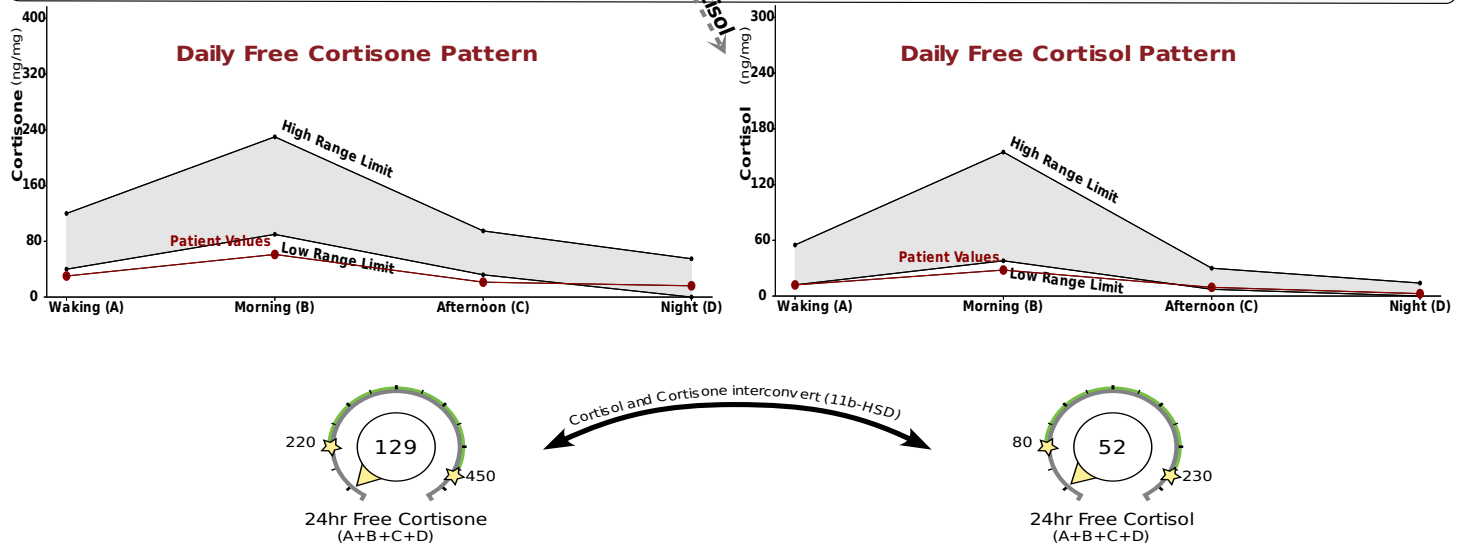 isol
Daily Free Cortisone Pattern
Cortisone (ng/mg)
400
320
240
160
80
0
High Range Limit
Patient Values
Low Range Limit
Waking (A)
Morning (B)
Afternoon (C)
Night (D)
Daily Free Cortisol Pattern
Cortisol (ng/mg)
300
240
180
120
60
0
High Range Limit
Patient Values
Low Range Limit
Waking (A)
Morning (B)
Afternoon (C)
Night (D)
Cortisol and Cortisone interconvert (11b-HSD)
220
129
450
24hr Free Cortisone
(A+B+C+D)
80
52
230
24hr Free Cortisol
(A+B+C+D)